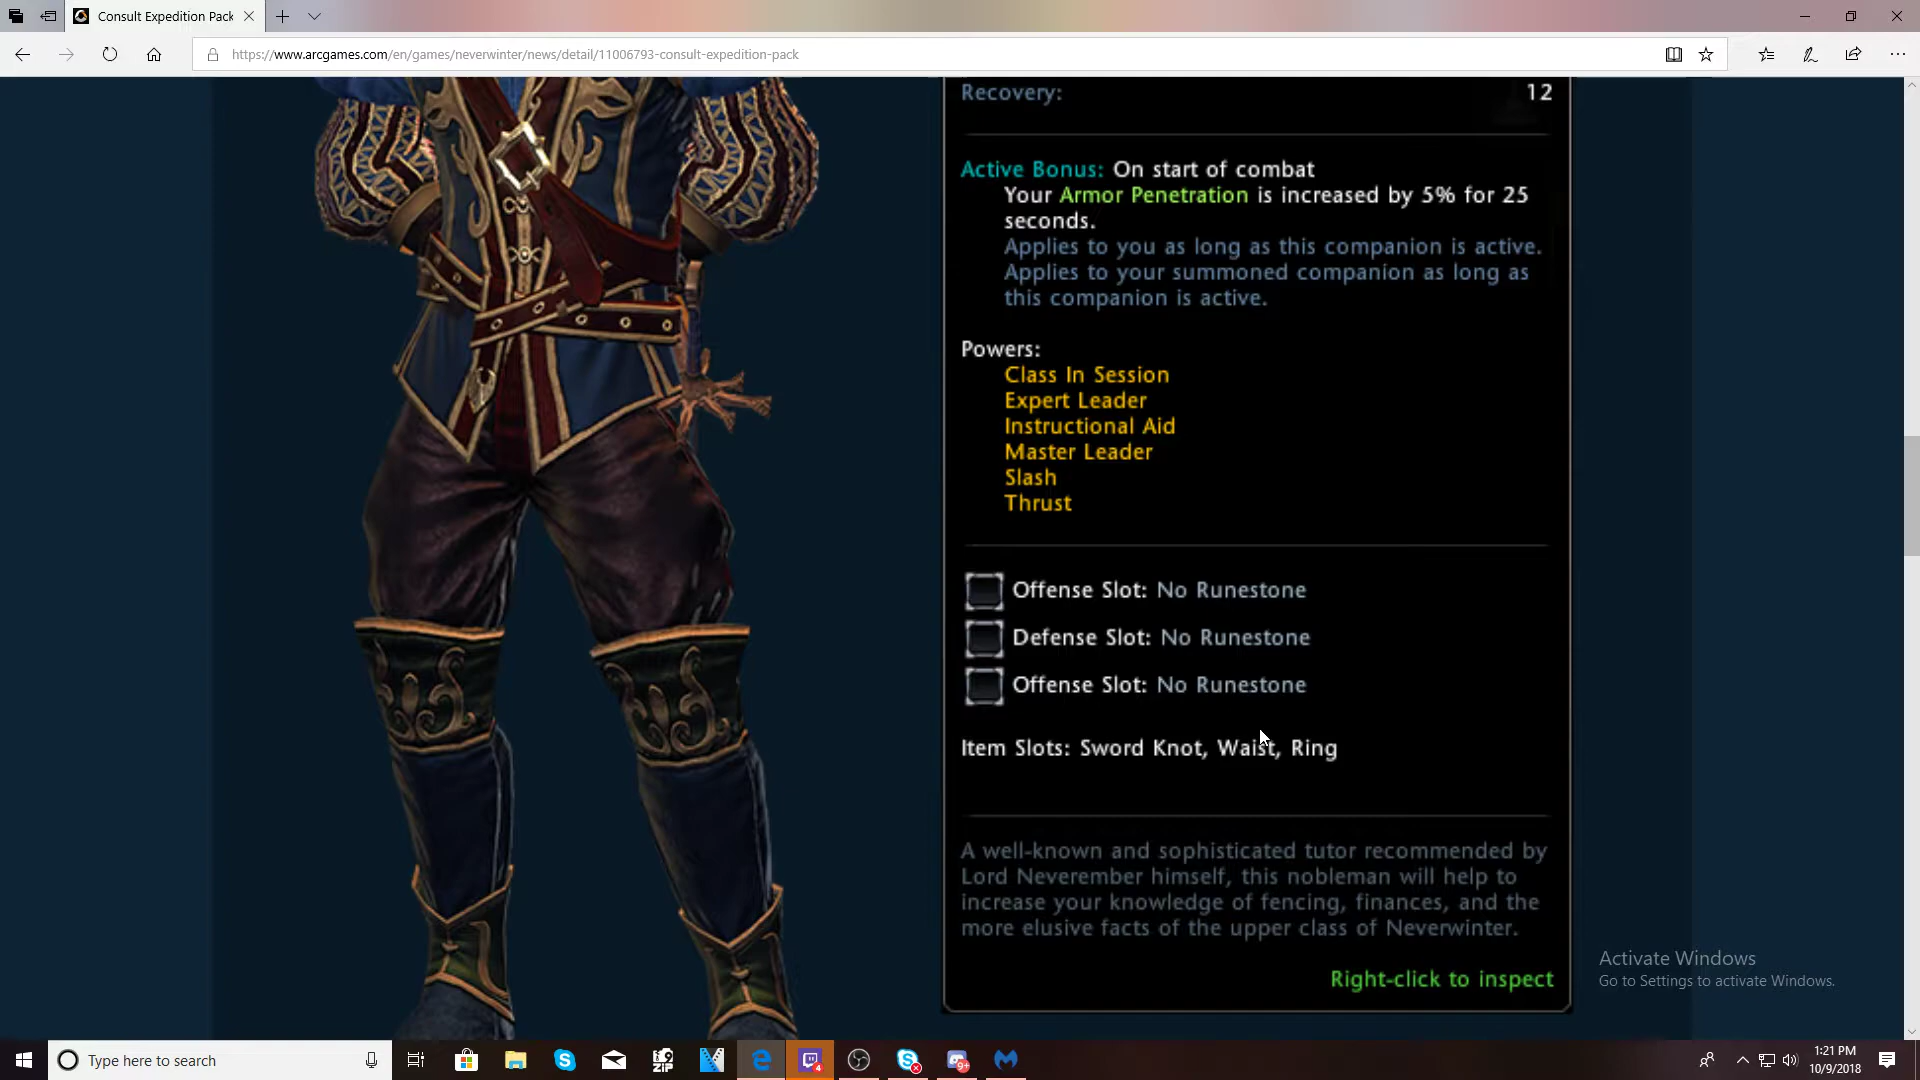 Consult Expedition Pack
https://www.arcgames.com/en/games/neverwinter/news/detail/11006793-consult-expedition-pack
Recovery: 12
Active Bonus: On start of combat
Your Armor Penetration is increased by 5% for 25
seconds.
Applies to you as long as this companion is active.
Applies to your summoned companion as long as
this companion is active.
Powers:
Class In Session
Expert Leader
Instructional Aid
Master Leader
Slash
Thrust
Offense Slot: No Runestone
Defense Slot: No Runestone
Offense Slot: No Runestone
Item Slots: Sword Knot, Waist, Ring
A well-known and sophisticated tutor recommended by
Lord Neverember himself, this nobleman will help to
increase your knowledge of fencing, finances, and the
more elusive facts of the upper class of Neverwinter.
Right-click to inspect
Activate Windows
Go to Settings to activate Windows.
Type here to search
7.9
ZIP
4
9+
1:21 PM
10/9/2018